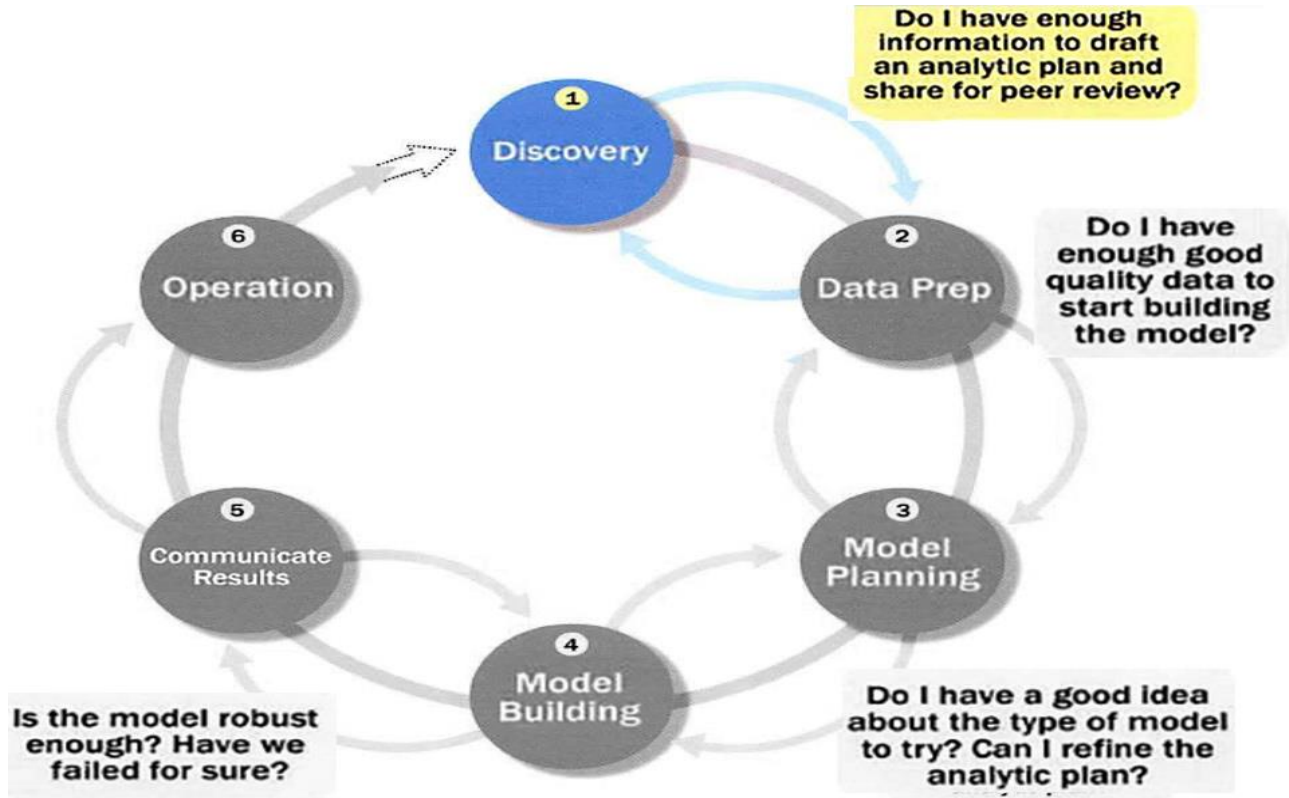 Do I have enough
information to draft
an analytic plan and
share for peer review?
1
Discovery
2
Data Prep
Do I have
enough good
quality data to
start building
the model?
3
Model
Planning
Do I have a good idea
about the type of model
to try? Can I refine the
analytic plan?
4
Model
Building
Is the model robust
enough? Have we
failed for sure?
5
Communicate
Results
6
Operation